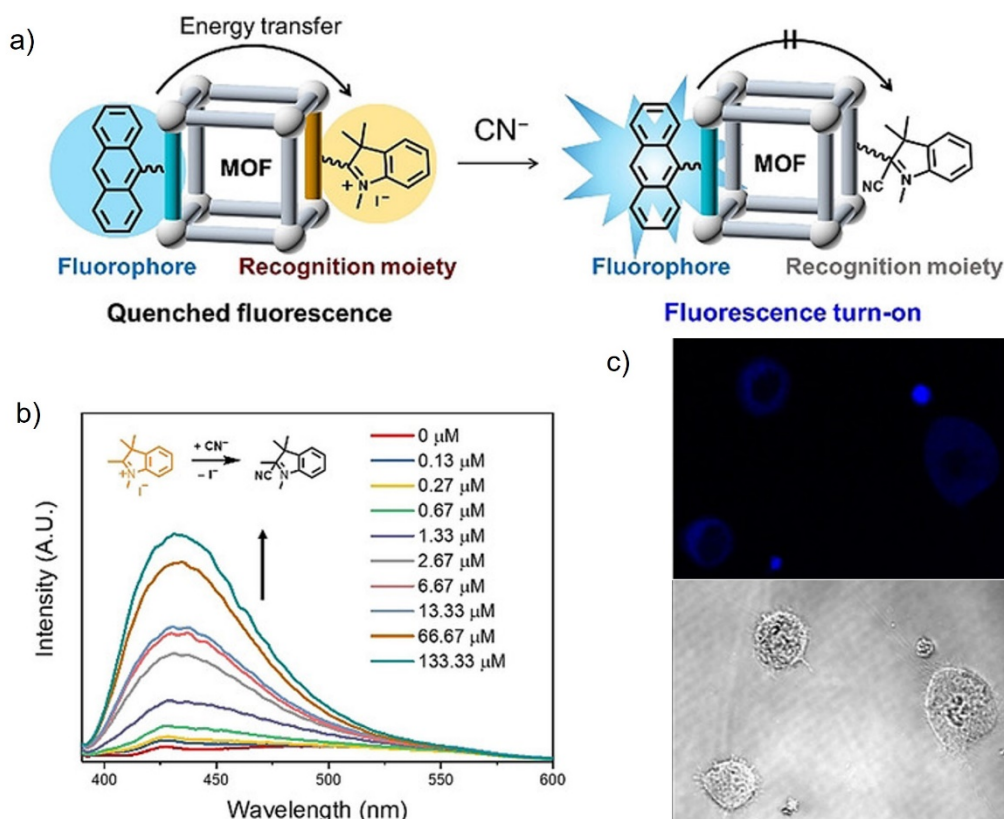 a)
Energy transfer
MOF
N
+
I⁻
Fluorophore
Recognition moiety
Quenched fluorescence
CN⁻
MOF
NC
N
Fluorophore
Recognition moiety
Fluorescence turn-on
b)
Intensity (A.U.)
N
+
I⁻
+ CN⁻
– I⁻
NC
N
0 μM
0.13 μM
0.27 μM
0.67 μM
1.33 μM
2.67 μM
6.67 μM
13.33 μM
66.67 μM
133.33 μM
400
450
500
550
600
Wavelength (nm)
c)